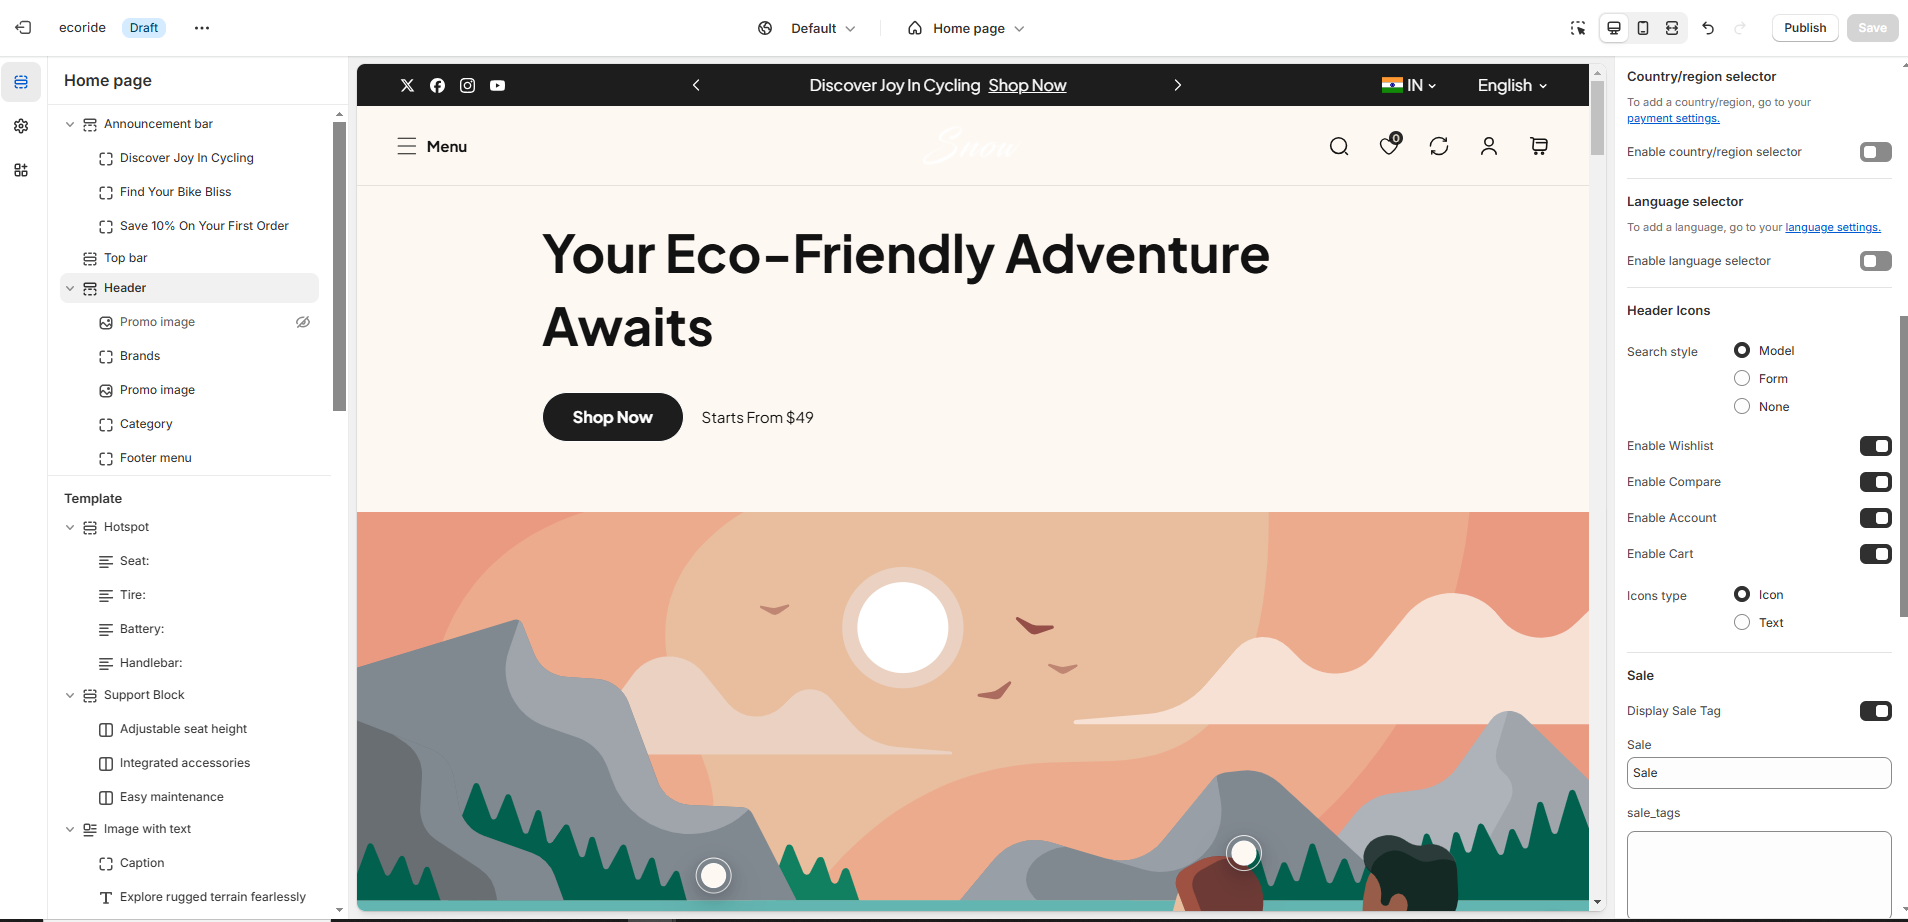 ecoride Draft
Default
Home page
Publish
Save
Home page
Announcement bar
Discover Joy In Cycling
Find Your Bike Bliss
Save 10% On Your First Order
Top bar
Header
Promo image
Brands
Promo image
Category
Footer menu
Template
Hotspot
Seat:
Tire:
Battery:
Handlebar:
Support Block
Adjustable seat height
Integrated accessories
Easy maintenance
Image with text
Caption
Explore rugged terrain fearlessly
Discover Joy In Cycling Shop Now
IN
English
Menu
Snow
0
Your Eco-Friendly Adventure
Awaits
Shop Now
Starts From $49
Country/region selector
To add a country/region, go to your
payment settings.
Enable country/region selector
Language selector
To add a language, go to your language settings.
Enable language selector
Header Icons
Search style
Model
Form
None
Enable Wishlist
Enable Compare
Enable Account
Enable Cart
Icons type
Icon
Text
Sale
Display Sale Tag
Sale
Sale
sale_tags